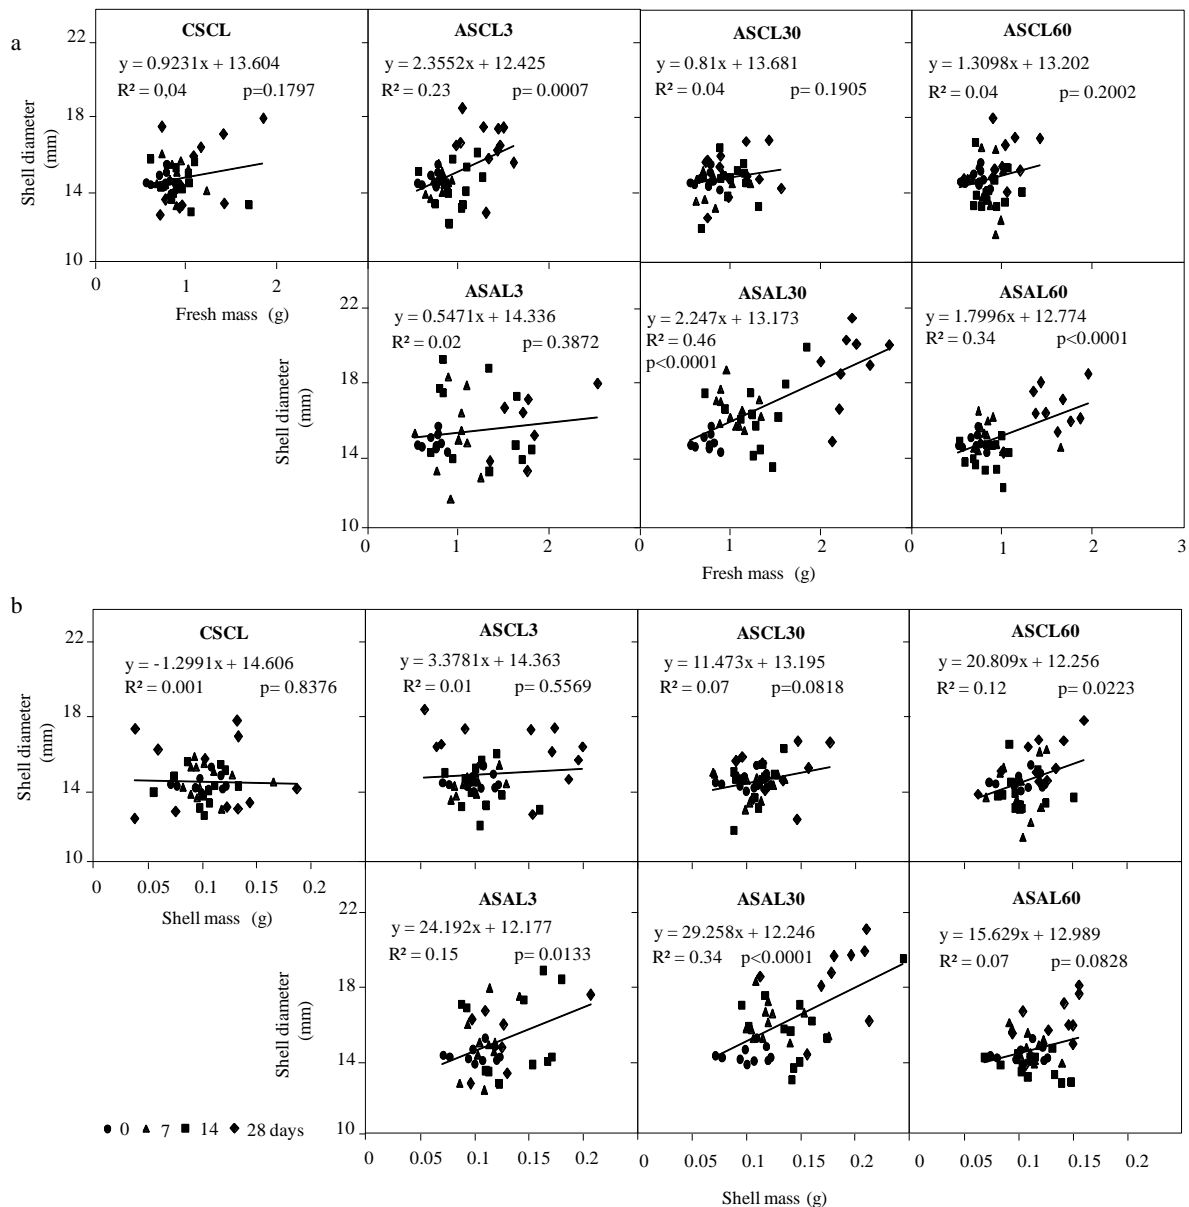 a
22
18
14
10
Shell diameter
(mm)
CSCL
y = 0.9231x + 13.604
R² = 0,04 p=0.1797
ASCL3
y = 2.3552x + 12.425
R² = 0.23 p= 0.0007
ASCL30
y = 0.81x + 13.681
R² = 0.04 p= 0.1905
ASCL60
y = 1.3098x + 13.202
R² = 0.04 p= 0.2002
0 1 2
Fresh mass (g)
22
18
14
10
Shell diameter
(mm)
ASAL3
y = 0.5471x + 14.336
R² = 0.02 p= 0.3872
ASAL30
y = 2.247x + 13.173
R² = 0.46
p<0.0001
ASAL60
y = 1.7996x + 12.774
R² = 0.34 p<0.0001
0 1 2 0 1 2 0 1 2 3
Fresh mass (g)
b
22
18
14
10
Shell diameter
(mm)
CSCL
y = -1.2991x + 14.606
R² = 0.001 p= 0.8376
ASCL3
y = 3.3781x + 14.363
R² = 0.01 p= 0.5569
ASCL30
y = 11.473x + 13.195
R² = 0.07 p=0.0818
ASCL60
y = 20.809x + 12.256
R² = 0.12 p= 0.0223
0 0.05 0.1 0.15 0.2
Shell mass (g)
22
18
14
10
Shell diameter
(mm)
ASAL3
y = 24.192x + 12.177
R² = 0.15 p= 0.0133
ASAL30
y = 29.258x + 12.246
R² = 0.34 p<0.0001
ASAL60
y = 15.629x + 12.989
R² = 0.07 p= 0.0828
0 7 14 28 days
0 0.05 0.1 0.15 0.2 0 0.05 0.1 0.15 0.2 0 0.05 0.1 0.15 0.2
Shell mass (g)